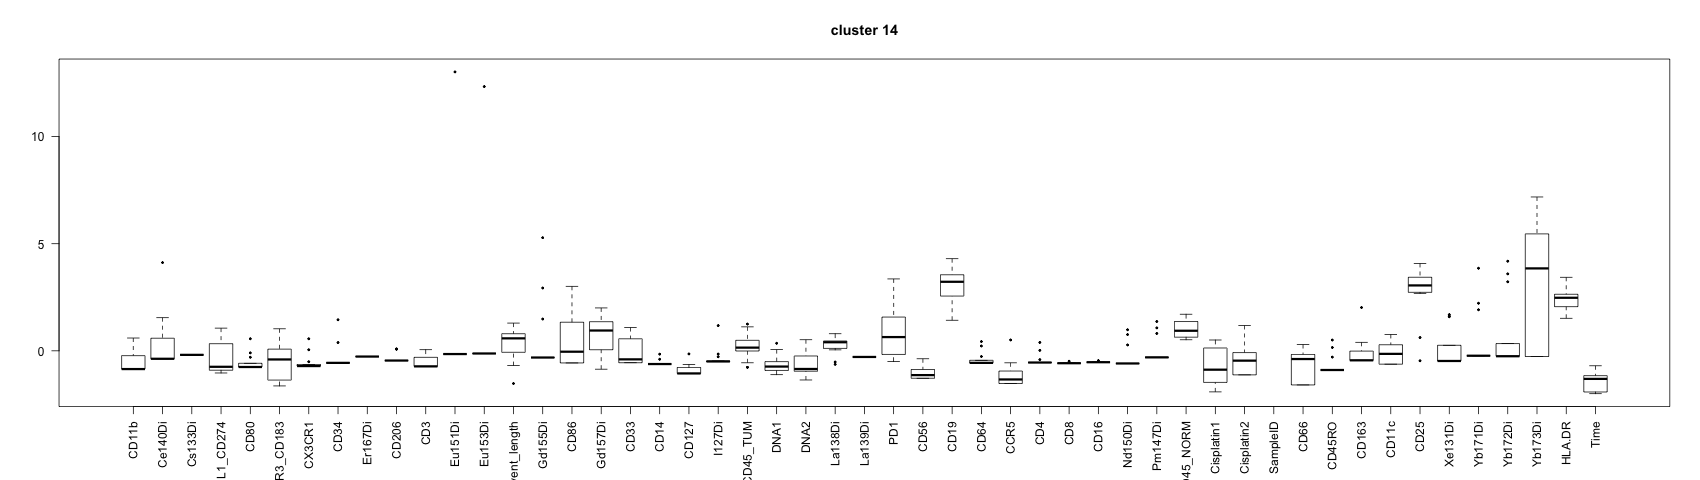 cluster 14
10
5
0
CD11b
Ce140Di
Cs133Di
L1_CD274
CD80
R3_CD183
CX3CR1
CD34
Er167Di
CD206
CD3
Eu151Di
Eu153Di
vent_length
Gd155Di
CD86
Gd157Di
CD33
CD14
CD127
I127Di
CD45_TUM
DNA1
DNA2
La138Di
La139Di
PD1
CD56
CD19
CD64
CCR5
CD4
CD8
CD16
Nd150Di
Pm147Di
D45_NORM
Cisplatin1
Cisplatin2
SampleID
CD66
CD45RO
CD163
CD11c
CD25
Xe131Di
Yb171Di
Yb172Di
Yb173Di
HLA.DR
Time